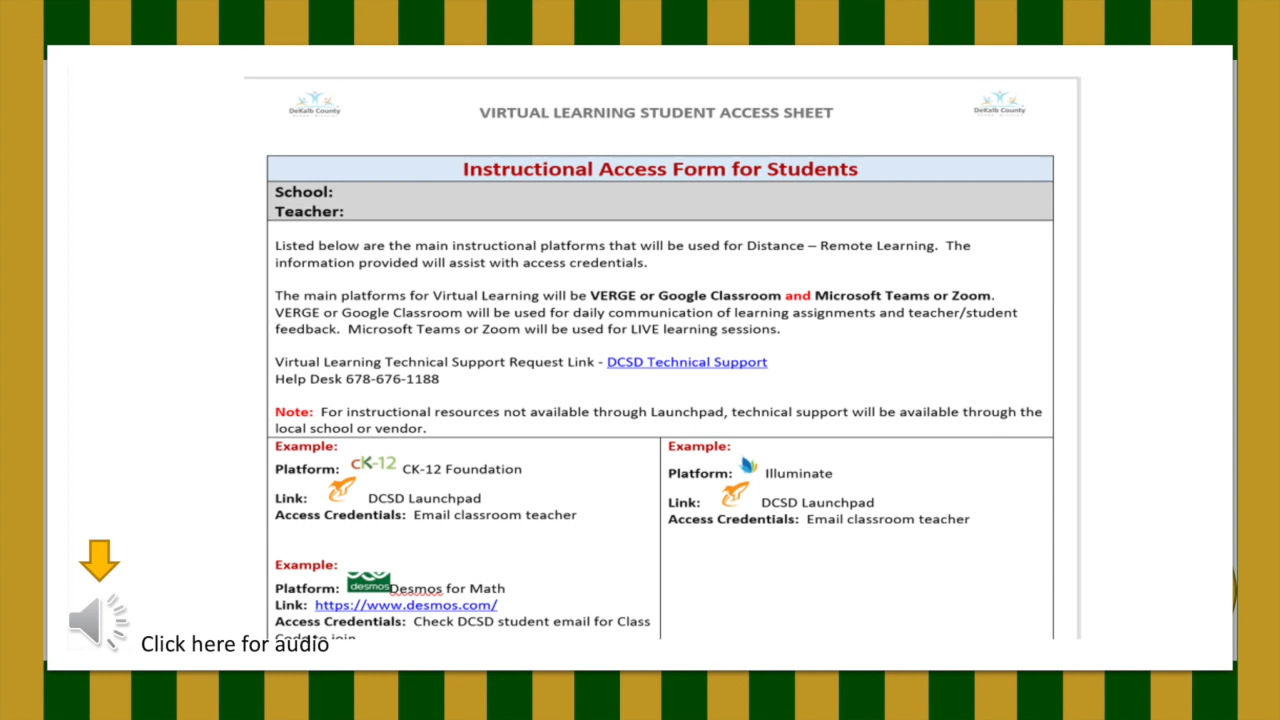 DeKalb County
VIRTUAL LEARNING STUDENT ACCESS SHEET
DeKalb County
Instructional Access Form for Students
School:
Teacher:
Listed below are the main instructional platforms that will be used for Distance – Remote Learning.  The
information provided will assist with access credentials.
The main platforms for Virtual Learning will be VERGE or Google Classroom and Microsoft Teams or Zoom.
VERGE or Google Classroom will be used for daily communication of learning assignments and teacher/student
feedback.  Microsoft Teams or Zoom will be used for LIVE learning sessions.
Virtual Learning Technical Support Request Link - DCSD Technical Support
Help Desk 678-676-1188
Note:  For instructional resources not available through Launchpad, technical support will be available through the
local school or vendor.
Example:
Platform: cK-12 CK-12 Foundation
Link: DCSD Launchpad
Access Credentials:  Email classroom teacher
Example:
Platform: desmos Desmos for Math
Link:  https://www.desmos.com/
Access Credentials:  Check DCSD student email for Class
Code to join
Example:
Platform: Illuminate
Link: DCSD Launchpad
Access Credentials:  Email classroom teacher
Click here for audio